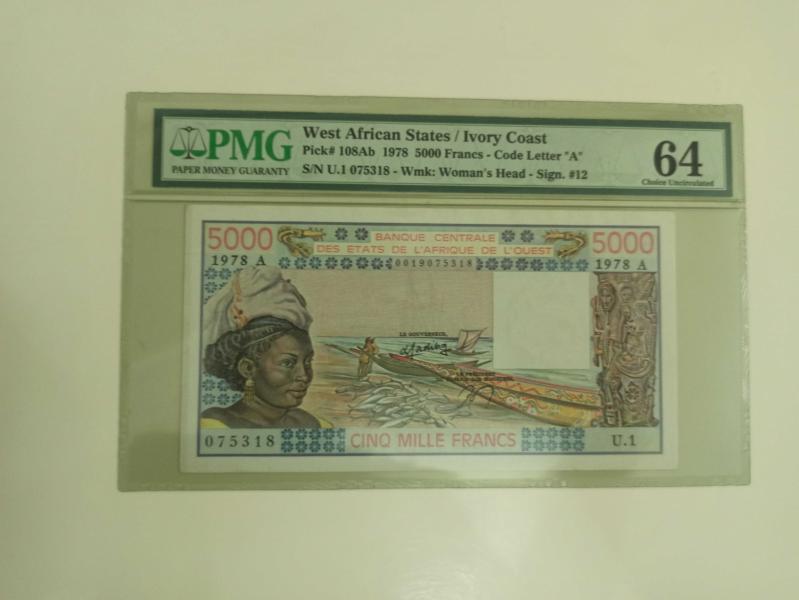 PMG
PAPER MONEY GUARANTY
West African States / Ivory Coast
Pick# 108Ab 1978 5000 Francs - Code Letter "A"
S/N U.1 075318 - Wmk: Woman's Head - Sign. #12
64
Choice Uncirculated
5000 BANQUE CENTRALE 5000
DES ETATS DE L'AFRIQUE DE L'OUEST
1978 A 0019075318 1978 A
LE GOUVERNEUR,
LE PRÉSIDENT
075318 CINQ MILLE FRANCS U.1